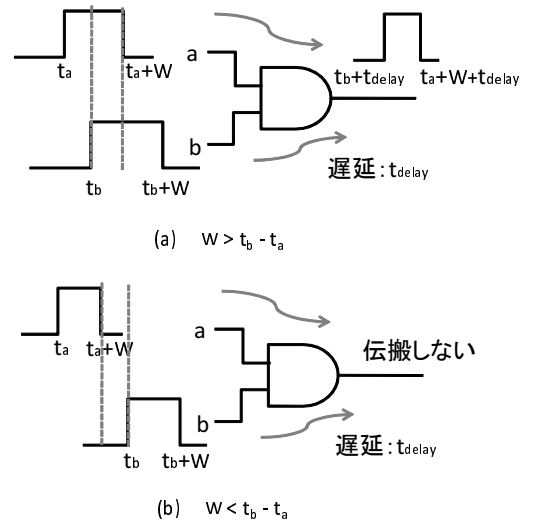 ta ta+W
a
tb+tdelay ta+W+tdelay
b
tb tb+W
遅延：tdelay
(a) W > tb - ta
ta ta+W
a
伝搬しない
b
tb tb+W
遅延：tdelay
(b) W < tb - ta